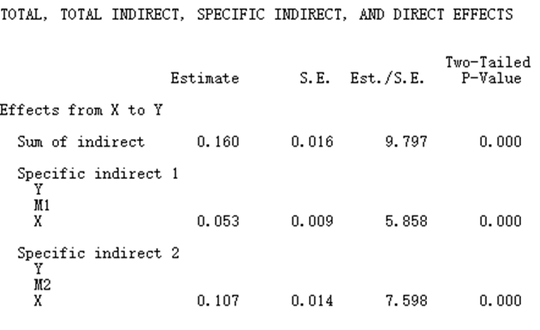 TOTAL, TOTAL INDIRECT, SPECIFIC INDIRECT, AND DIRECT EFFECTS
Two-Tailed
Estimate S.E. Est./S.E. P-Value
Effects from X to Y
Sum of indirect 0.160 0.016 9.797 0.000
Specific indirect 1
Y
M1
X 0.053 0.009 5.858 0.000
Specific indirect 2
Y
M2
X 0.107 0.014 7.598 0.000